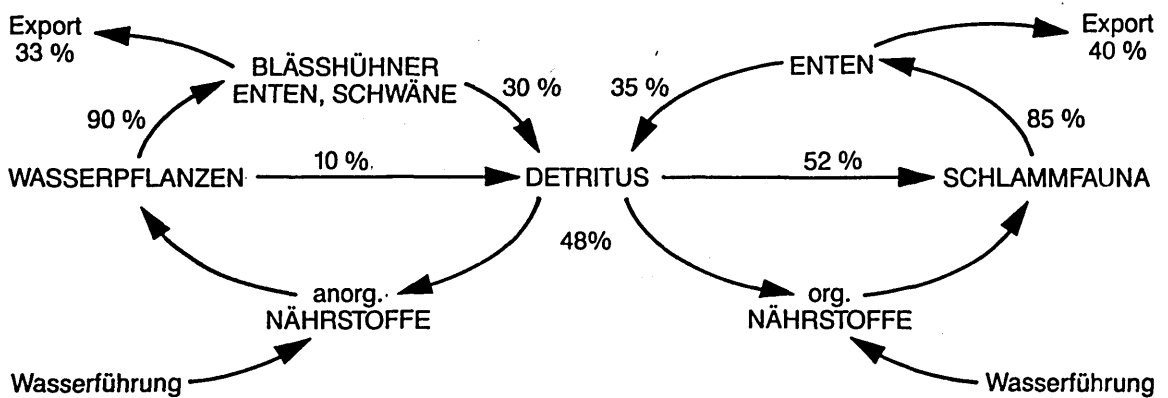 Export
33 %
Export
40 %
BLÄSSHÜHNER
ENTEN, SCHWÄNE
ENTEN
90 %
30 %
35 %
85 %
WASSERPFLANZEN
10 %.
DETRITUS
52 %
SCHLAMMFAUNA
48%
anorg.
NÄHRSTOFFE
org.
NÄHRSTOFFE
Wasserführung
Wasserführung